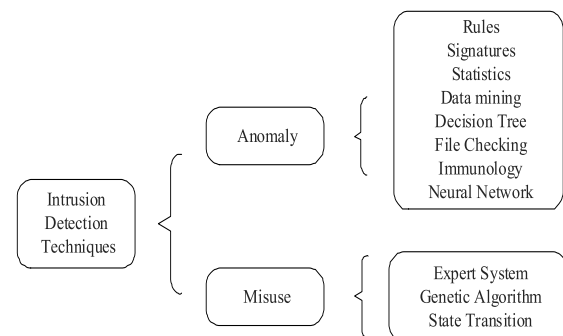 Intrusion
Detection
Techniques
Anomaly
Rules
Signatures
Statistics
Data mining
Decision Tree
File Checking
Immunology
Neural Network
Misuse
Expert System
Genetic Algorithm
State Transition